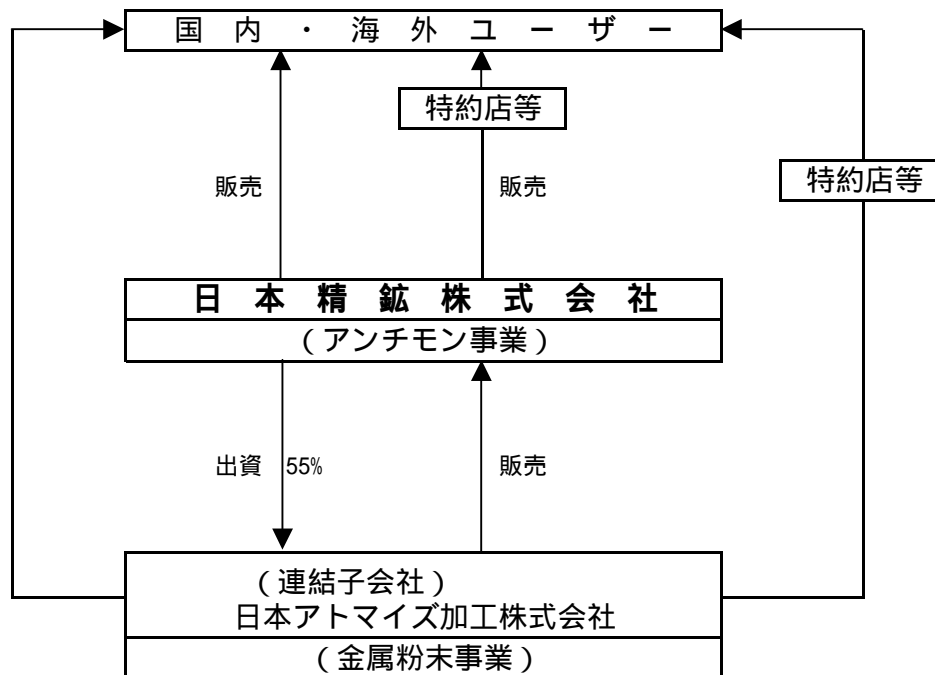 国内・海外ユーザー
特約店等
特約店等
販売
販売
日本精鉱株式会社
(アンチモン事業)
出資 55%
販売
(連結子会社)
日本アトマイズ加工株式会社
(金属粉末事業)